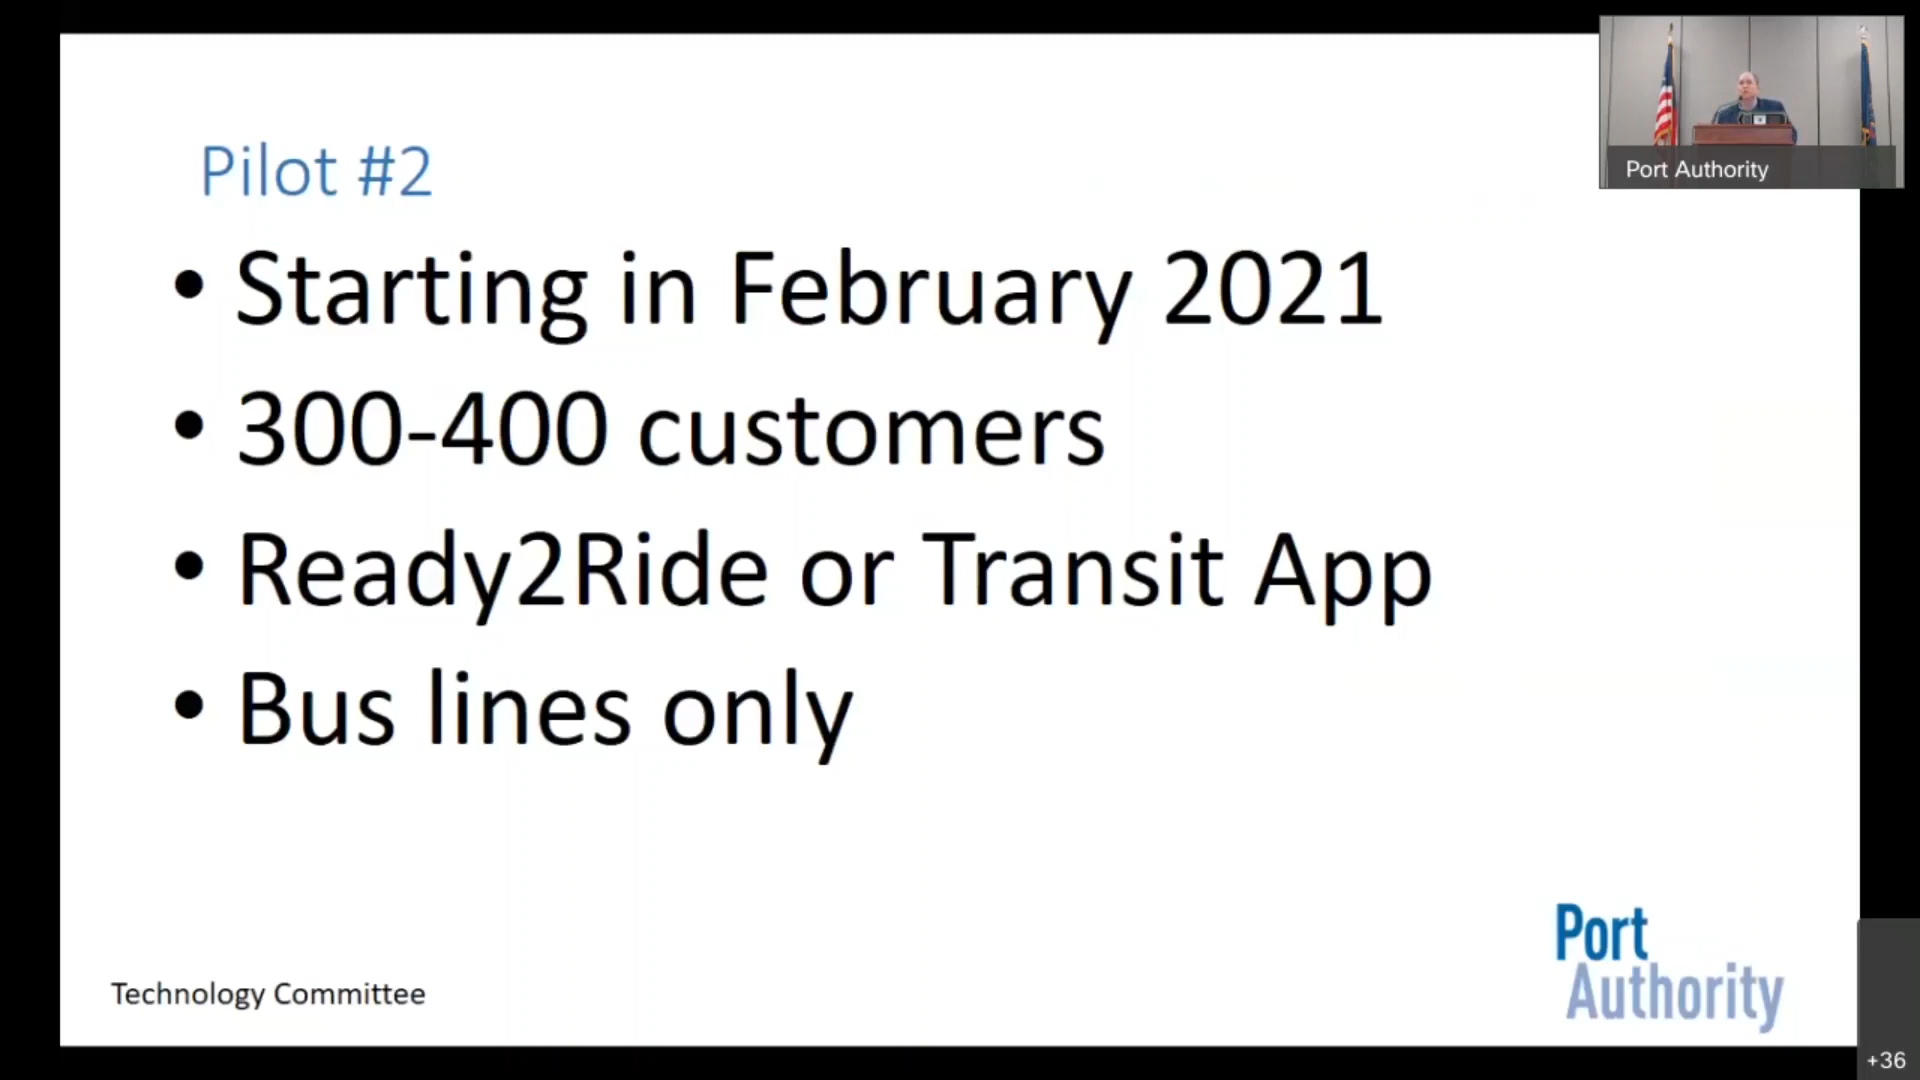 Port Authority
Pilot #2
• Starting in February 2021
• 300-400 customers
• Ready2Ride or Transit App
• Bus lines only
Technology Committee
Port
Authority
+36